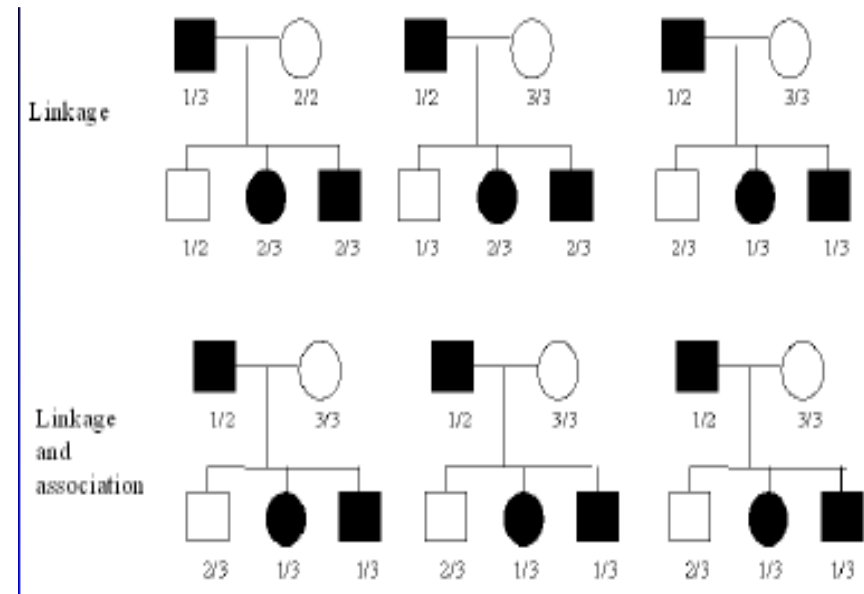 1/3 2/2 1/2 3/3 1/2 3/3
Linkage
1/2 2/3 2/3 1/3 2/3 2/3 2/3 1/3 1/3
1/2 3/3 1/2 3/3 1/2 3/3
Linkage
and
association
2/3 1/3 1/3 2/3 1/3 1/3 2/3 1/3 1/3